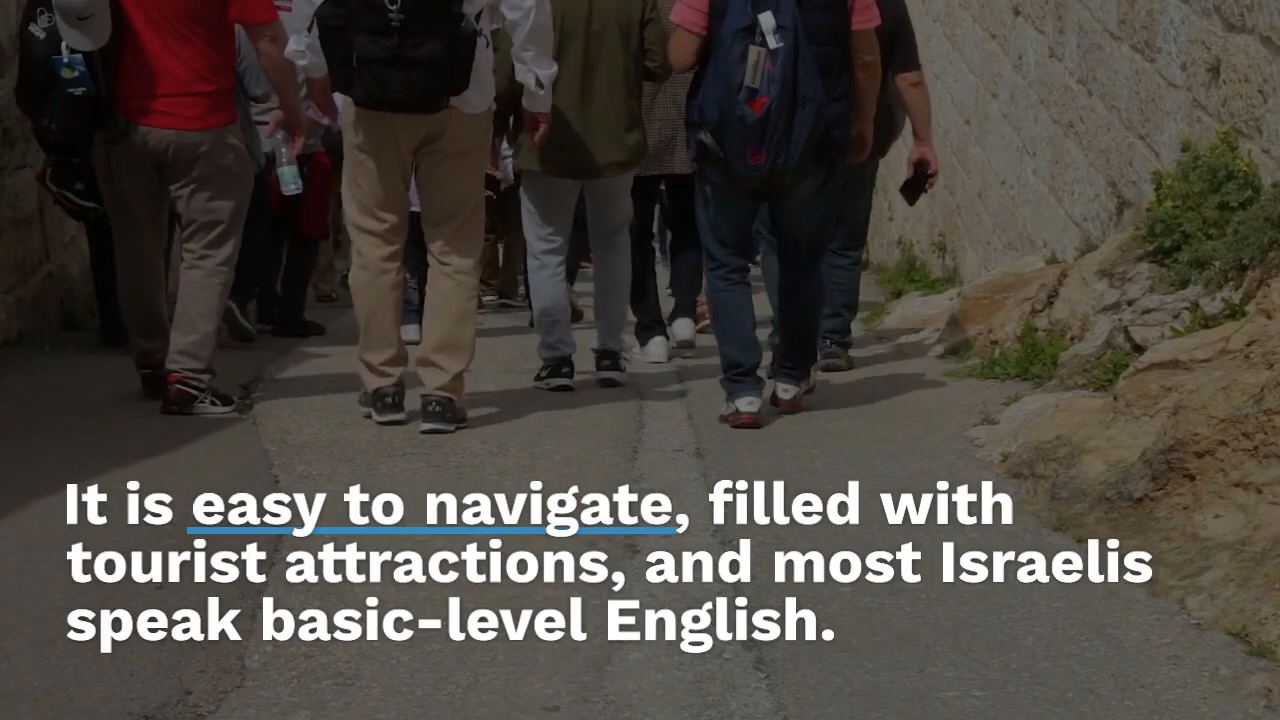 It is easy to navigate, filled with
tourist attractions, and most Israelis
speak basic-level English.